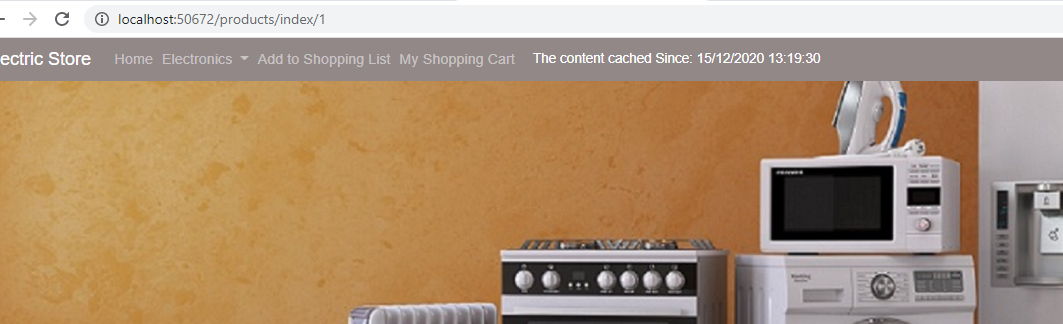 localhost:50672/products/index/1
ectric Store Home Electronics Add to Shopping List My Shopping Cart The content cached Since: 15/12/2020 13:19:30